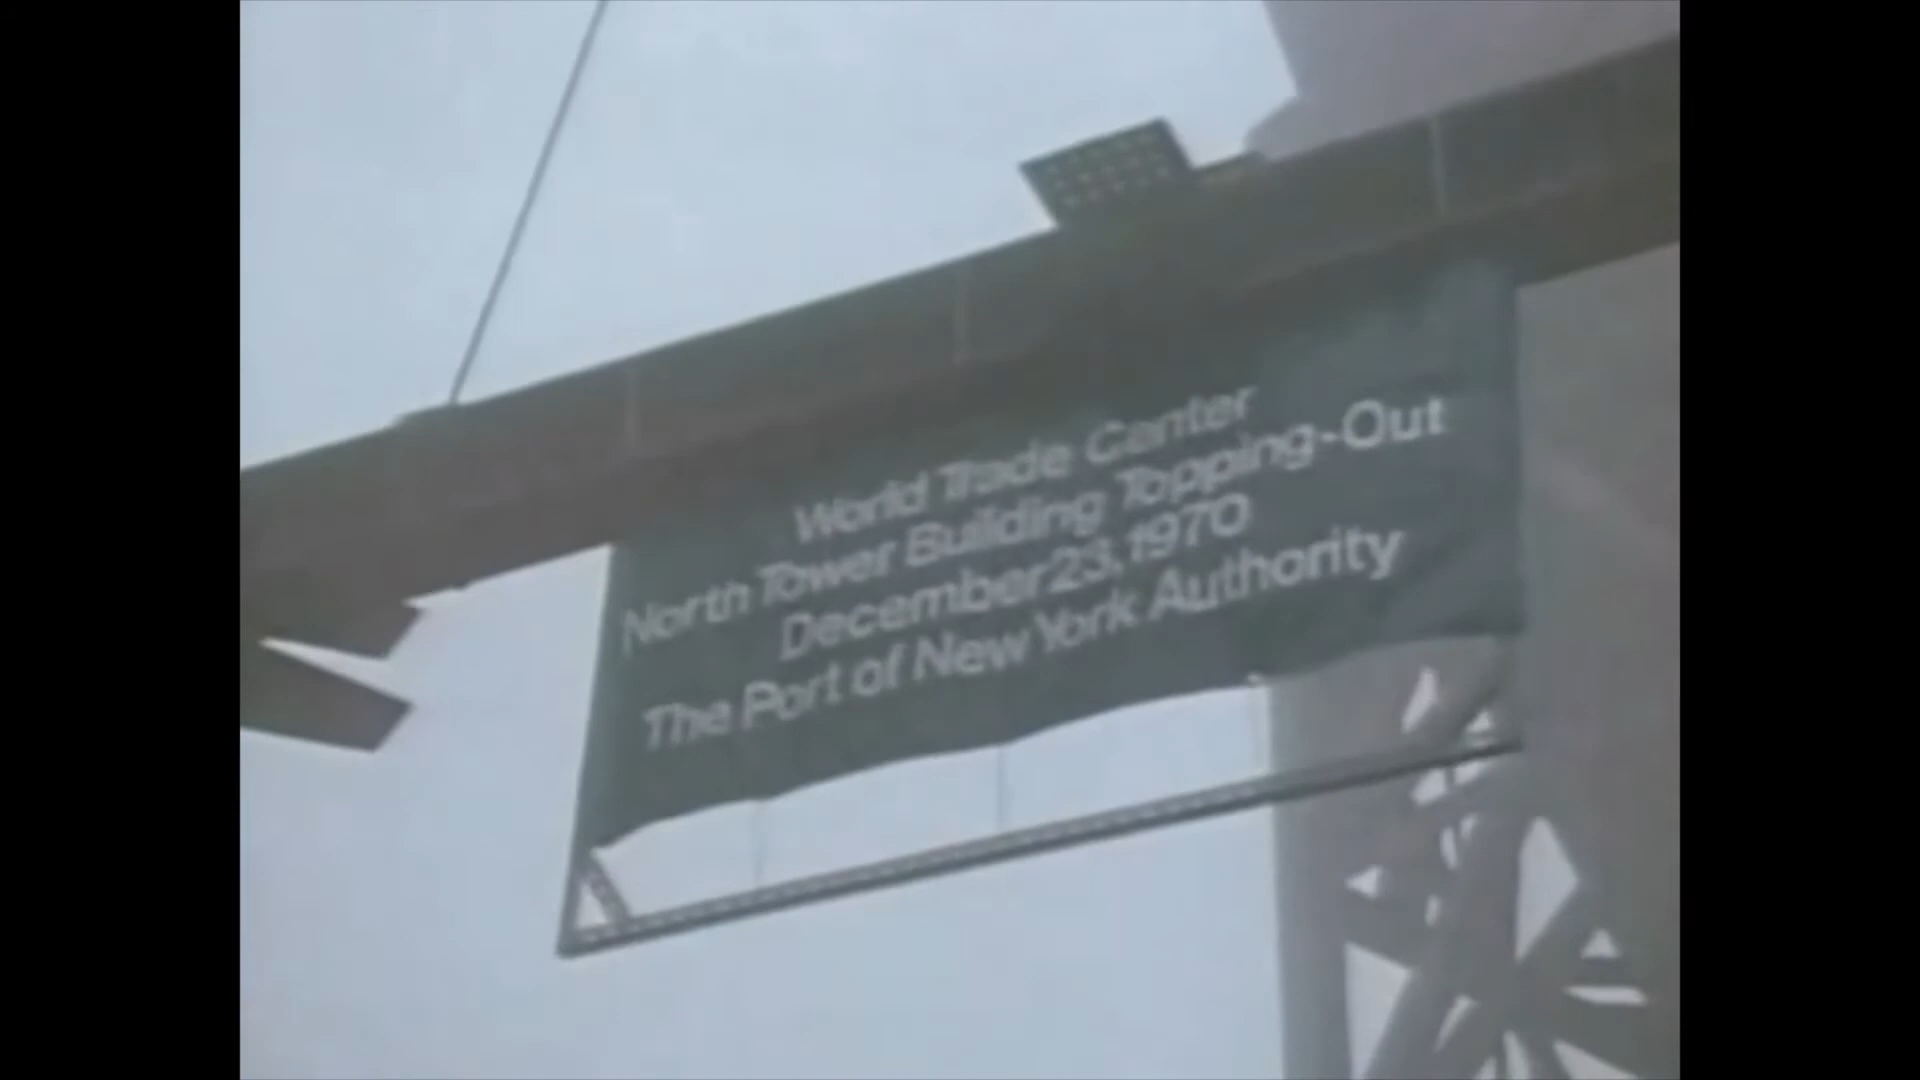 World Trade Center
North Tower Building Topping-Out
December 23, 1970
The Port of New York Authority